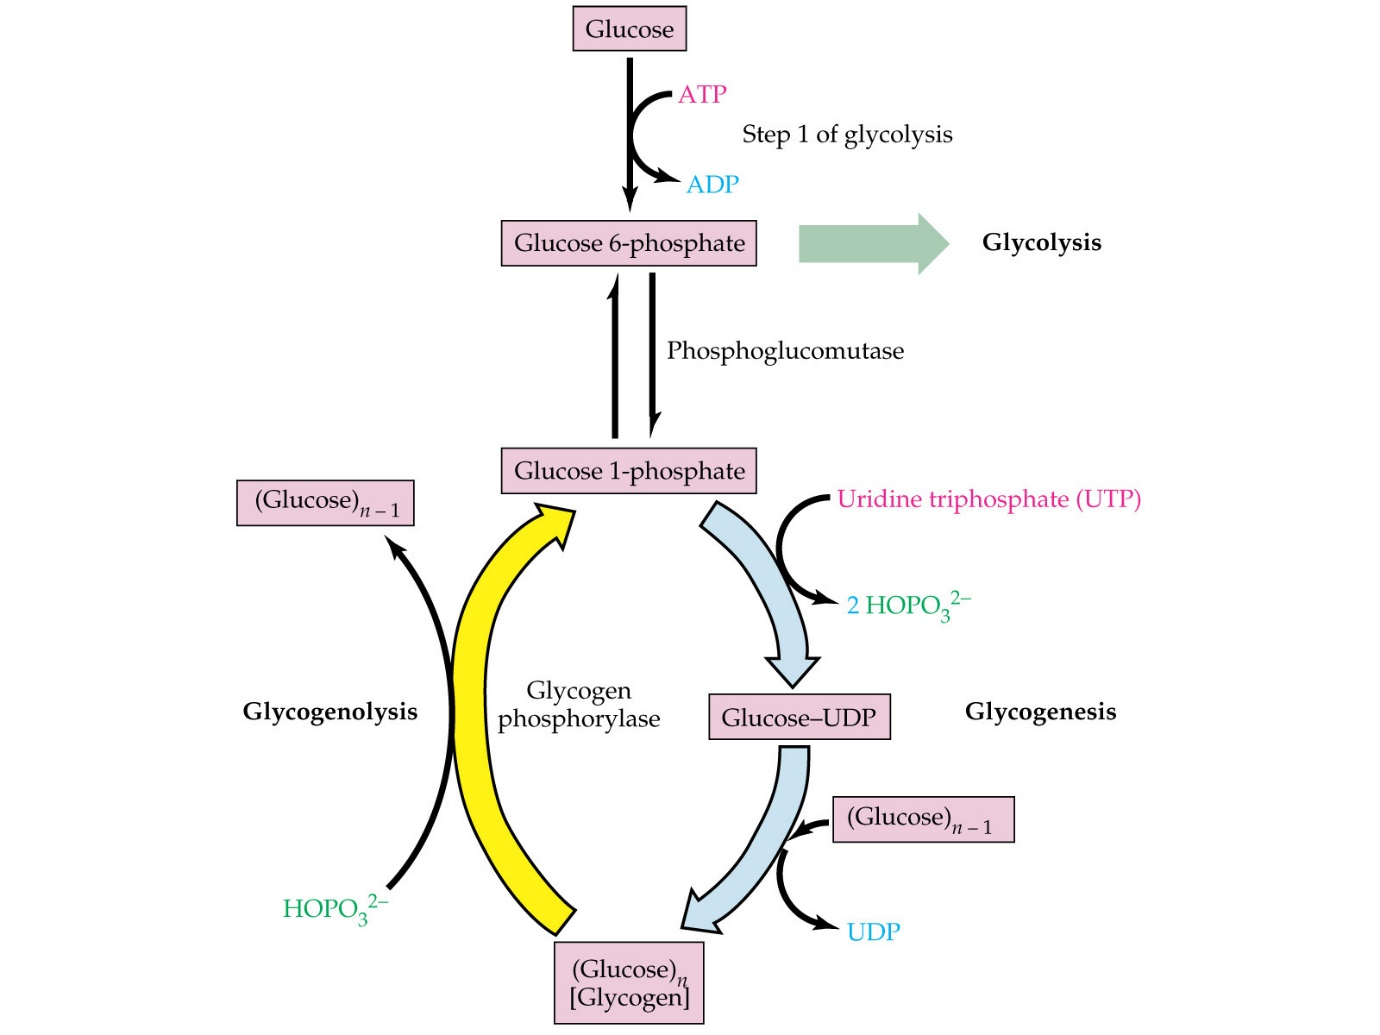 Glucose
ATP
Step 1 of glycolysis
ADP
Glucose 6-phosphate
Glycolysis
Phosphoglucomutase
Glucose 1-phosphate
(Glucose)n – 1
Uridine triphosphate (UTP)
2 HOPO₃²⁻
Glycogenolysis
Glycogen
phosphorylase
Glucose–UDP
Glycogenesis
(Glucose)n – 1
HOPO₃²⁻
UDP
(Glucose)n
[Glycogen]